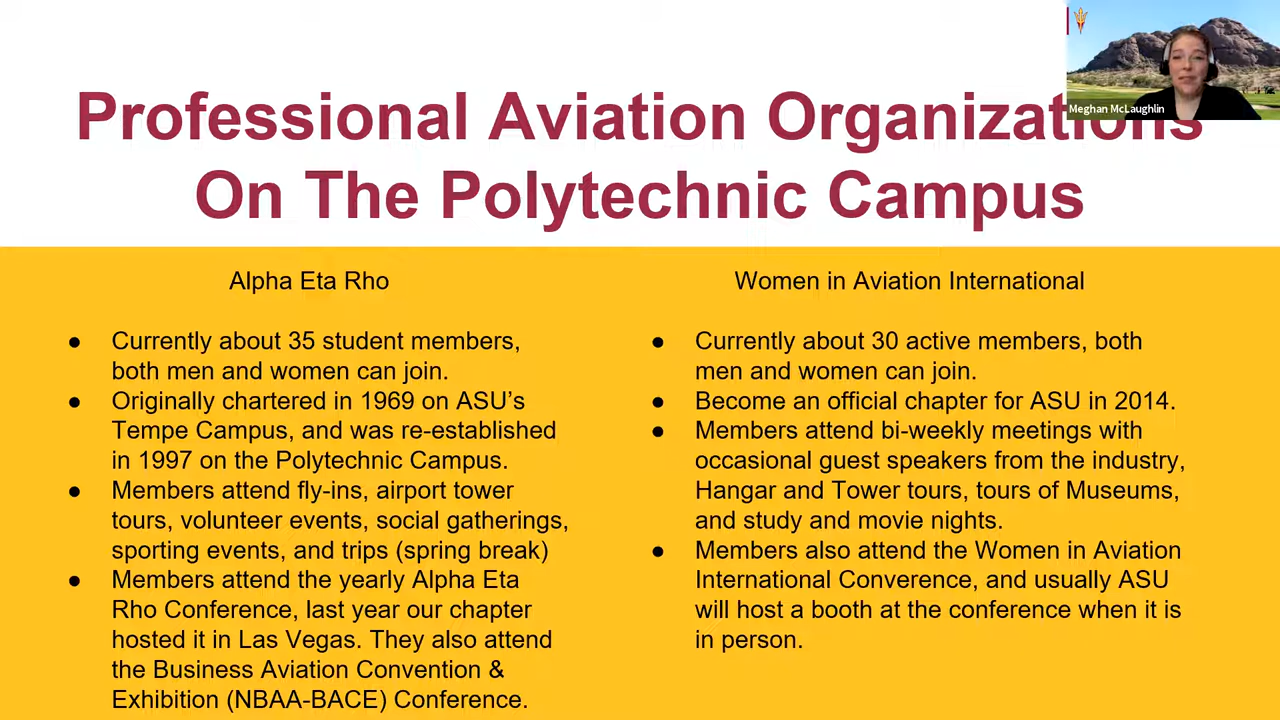 Meghan McLaughlin
Professional Aviation Organizations
On The Polytechnic Campus
Alpha Eta Rho
● Currently about 35 student members,
both men and women can join.
● Originally chartered in 1969 on ASU's
Tempe Campus, and was re-established
in 1997 on the Polytechnic Campus.
● Members attend fly-ins, airport tower
tours, volunteer events, social gatherings,
sporting events, and trips (spring break)
● Members attend the yearly Alpha Eta
Rho Conference, last year our chapter
hosted it in Las Vegas. They also attend
the Business Aviation Convention &
Exhibition (NBAA-BACE) Conference.
Women in Aviation International
● Currently about 30 active members, both
men and women can join.
● Become an official chapter for ASU in 2014.
● Members attend bi-weekly meetings with
occasional guest speakers from the industry,
Hangar and Tower tours, tours of Museums,
and study and movie nights.
● Members also attend the Women in Aviation
International Converence, and usually ASU
will host a booth at the conference when it is
in person.